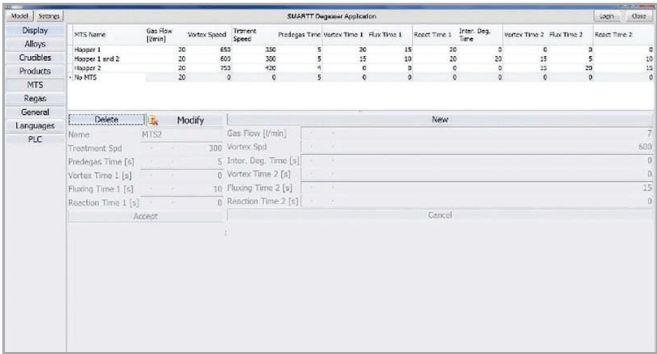 Model Settings SMARTT Degasser Application Login Close
Display
Alloys
Crucibles
Products
MTS
Regas
General
Languages
PLC
MTS Name Gas Flow [l/min] Vortex Speed Tretment Speed Predegas Time Vortex Time 1 Flux Time 1 React Time 1 Inter. Deg. Time Vortex Time 2 Flux Time 2 React Time 2
Hopper 1 20 650 350 5 20 15 20 0 0 0 0
Hopper 1 and 2 20 600 380 5 15 10 20 20 15 5 10
Hopper 2 20 750 420 0 0 0 0 15 20 15
No MTS 20 0 0 5 0 0 0 0 0 0 0
Delete Modify New
Name MTS2 Gas Flow [l/min] 7
Treatment Spd 300 Vortex Spd 600
Predegas Time [s] 5 Inter. Deg. Time [s] 0
Vortex Time 1 [s] 0 Vortex Time 2 [s] 0
Fluxing Time 1 [s] 10 Fluxing Time 2 [s] 15
Reaction Time 1 [s] 0 Reaction Time 2 [s] 0
Accept Cancel